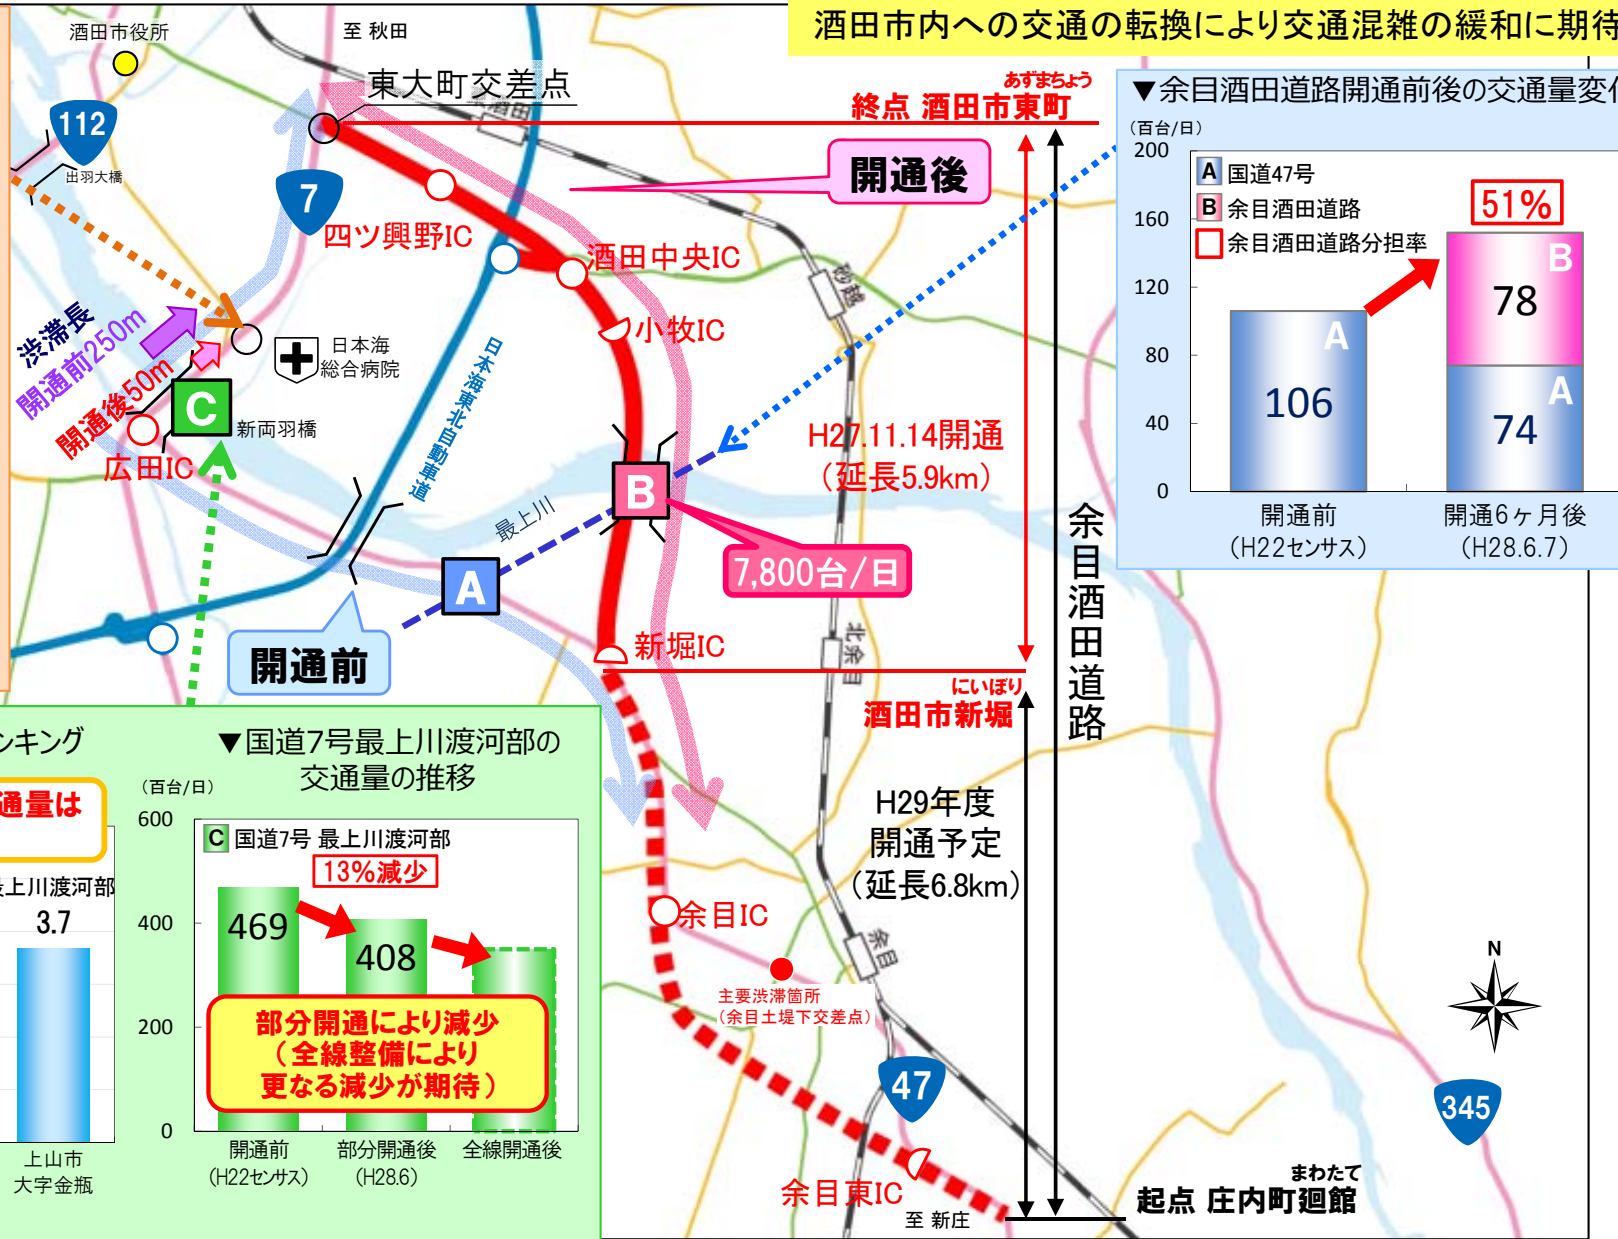 酒田市内への交通の転換により交通混雑の緩和に期待
酒田市役所
至 秋田
東大町交差点
112
出羽大橋
7
あずまちょう
終点 酒田市東町
開通後
四ツ興野IC
酒田中央IC
小牧IC
砂越
渋滞長
開通前250m
開通後50m
日本海
総合病院
C
新両羽橋
広田IC
日本海東北自動車道
最上川
H27.11.14開通
（延長5.9km）
B
7,800台/日
A
開通前
新堀IC
北余目
にいぼり
酒田市新堀
余目酒田道路
H29年度
開通予定
（延長6.8km）
余目IC
余目
主要渋滞箇所
（余目土堤下交差点）
47
345
N
余目東IC
至 新庄
まわたて
起点 庄内町廻館
▼余目酒田道路開通前後の交通量変化
（百台/日）
200
160
120
80
40
0
A 国道47号
B 余目酒田道路
余目酒田道路分担率
51%
A
106
B
78
A
74
開通前
（H22センサス）
開通6ヶ月後
（H28.6.7）
ンキング
通量は
最上川渡河部
3.7
上山市
大字金瓶
▼国道7号最上川渡河部の
交通量の推移
（百台/日）
600
400
200
0
C 国道7号 最上川渡河部
13%減少
469
408
部分開通により減少
（全線整備により
更なる減少が期待）
開通前
（H22センサス）
部分開通後
（H28.6）
全線開通後